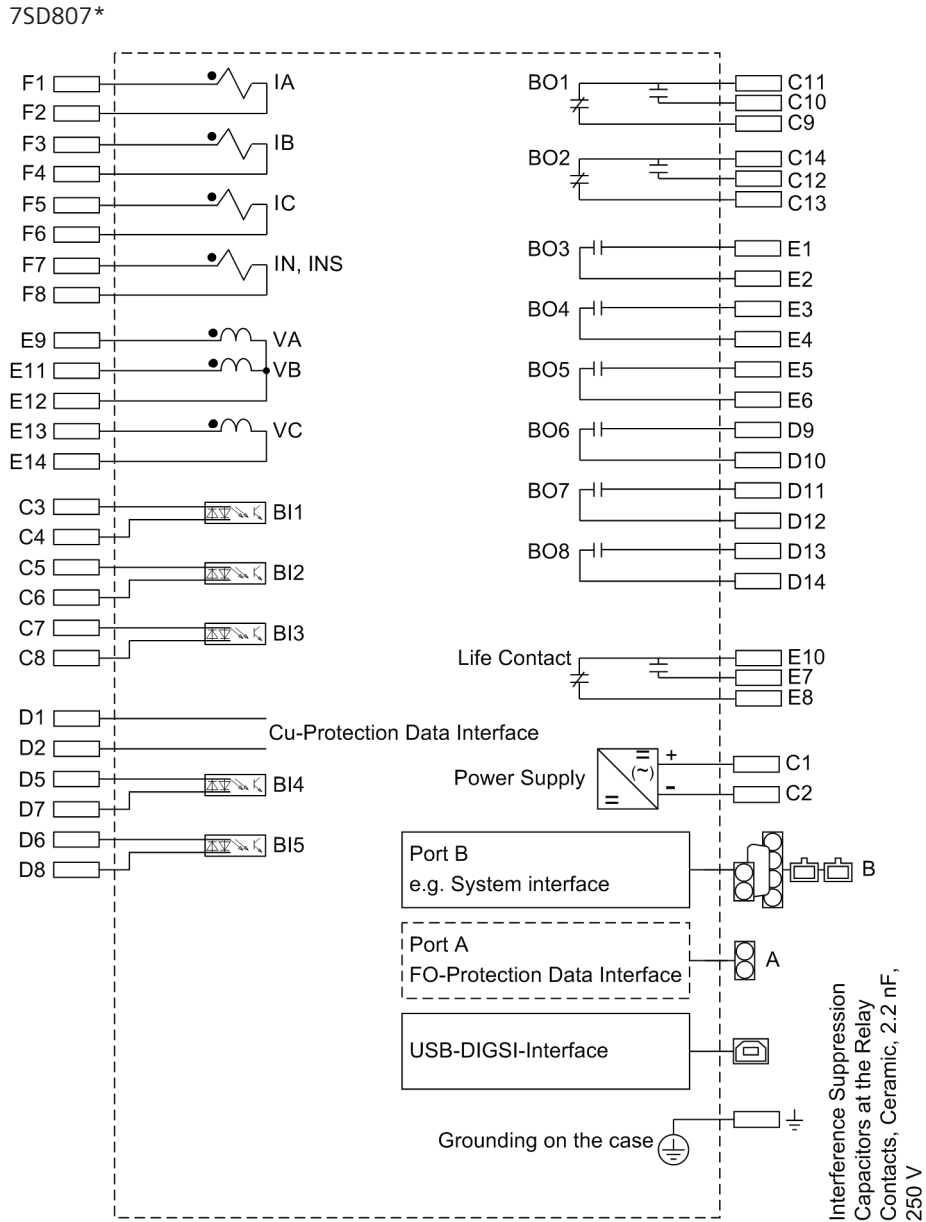 7SD807*
F1
IA
F2
F3
IB
F4
F5
IC
F6
F7
IN, INS
F8
E9
VA
E11
VB
E12
E13
VC
E14
C3
BI1
C4
C5
BI2
C6
C7
BI3
C8
D1
Cu-Protection Data Interface
D2
D5
BI4
D7
D6
BI5
D8
BO1
C11
C10
C9
BO2
C14
C12
C13
BO3
E1
E2
BO4
E3
E4
BO5
E5
E6
BO6
D9
D10
BO7
D11
D12
BO8
D13
D14
Life Contact
E10
E7
E8
Power Supply
=
(~)
=
+
-
C1
C2
Port B
e.g. System interface
B
Port A
FO-Protection Data Interface
A
USB-DIGSI-Interface
Grounding on the case
Interference Suppression
Capacitors at the Relay
Contacts, Ceramic, 2.2 nF,
250 V